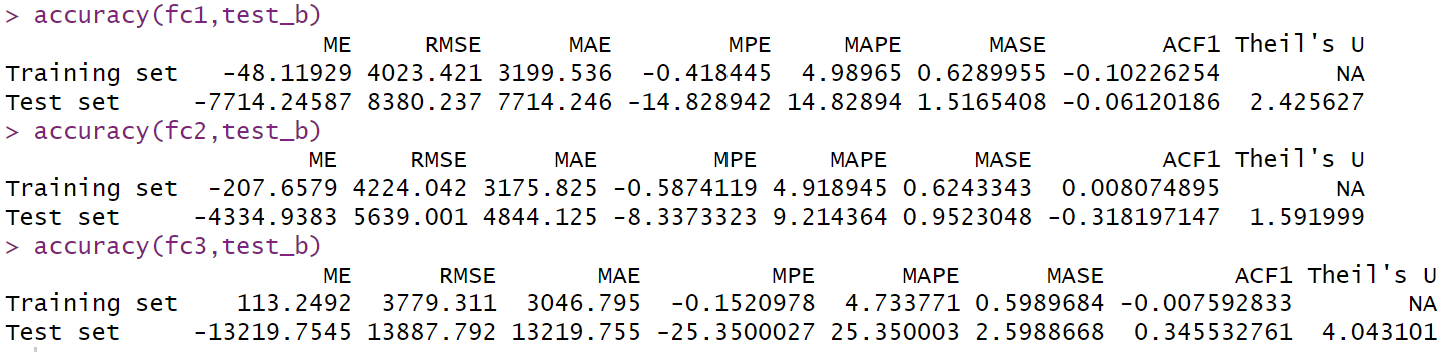 > accuracy(fc1,test_b)
ME RMSE MAE MPE MAPE MASE ACF1 Theil's U
Training set -48.11929 4023.421 3199.536 -0.418445 4.98965 0.6289955 -0.10226254 NA
Test set -7714.24587 8380.237 7714.246 -14.828942 14.82894 1.5165408 -0.06120186 2.425627
> accuracy(fc2,test_b)
ME RMSE MAE MPE MAPE MASE ACF1 Theil's U
Training set -207.6579 4224.042 3175.825 -0.5874119 4.918945 0.6243343 0.008074895 NA
Test set -4334.9383 5639.001 4844.125 -8.3373323 9.214364 0.9523048 -0.318197147 1.591999
> accuracy(fc3,test_b)
ME RMSE MAE MPE MAPE MASE ACF1 Theil's U
Training set 113.2492 3779.311 3046.795 -0.1520978 4.733771 0.5989684 -0.007592833 NA
Test set -13219.7545 13887.792 13219.755 -25.3500027 25.350003 2.5988668 0.345532761 4.043101